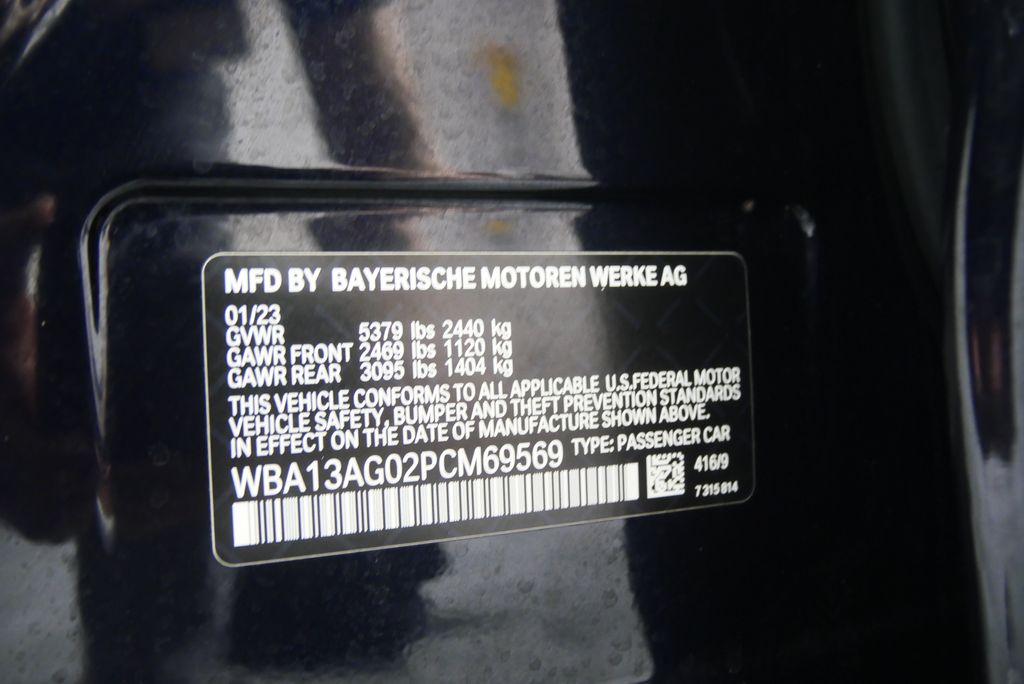 MFD BY BAYERISCHE MOTOREN WERKE AG
01/23
GVWR 5379 lbs 2440 kg
GAWR FRONT 2469 lbs 1120 kg
GAWR REAR 3095 lbs 1404 kg
THIS VEHICLE CONFORMS TO ALL APPLICABLE U.S.FEDERAL MOTOR
VEHICLE SAFETY, BUMPER AND THEFT PREVENTION STANDARDS
IN EFFECT ON THE DATE OF MANUFACTURE SHOWN ABOVE.
WBA13AG02PCM69569 TYPE: PASSENGER CAR
416/9
7 315 814